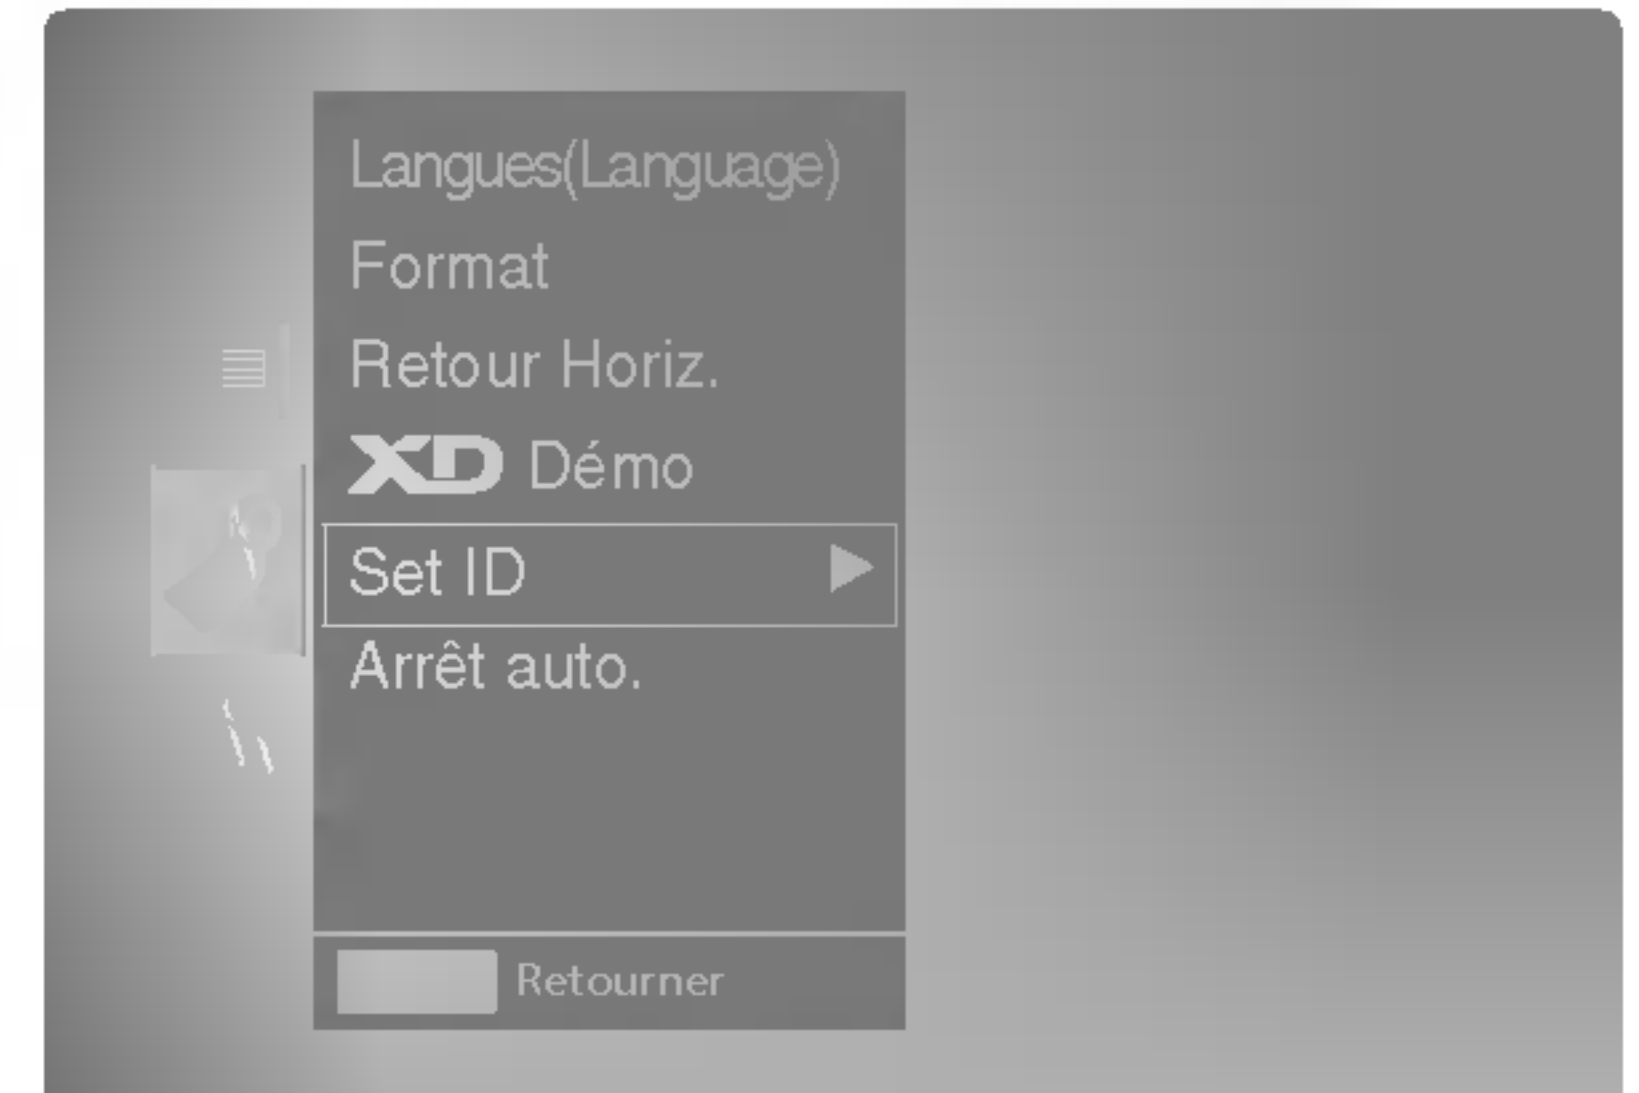 Langues(Language)
Format
Retour Horiz.
XD Démo
Set ID
Arrêt auto.
Retourner